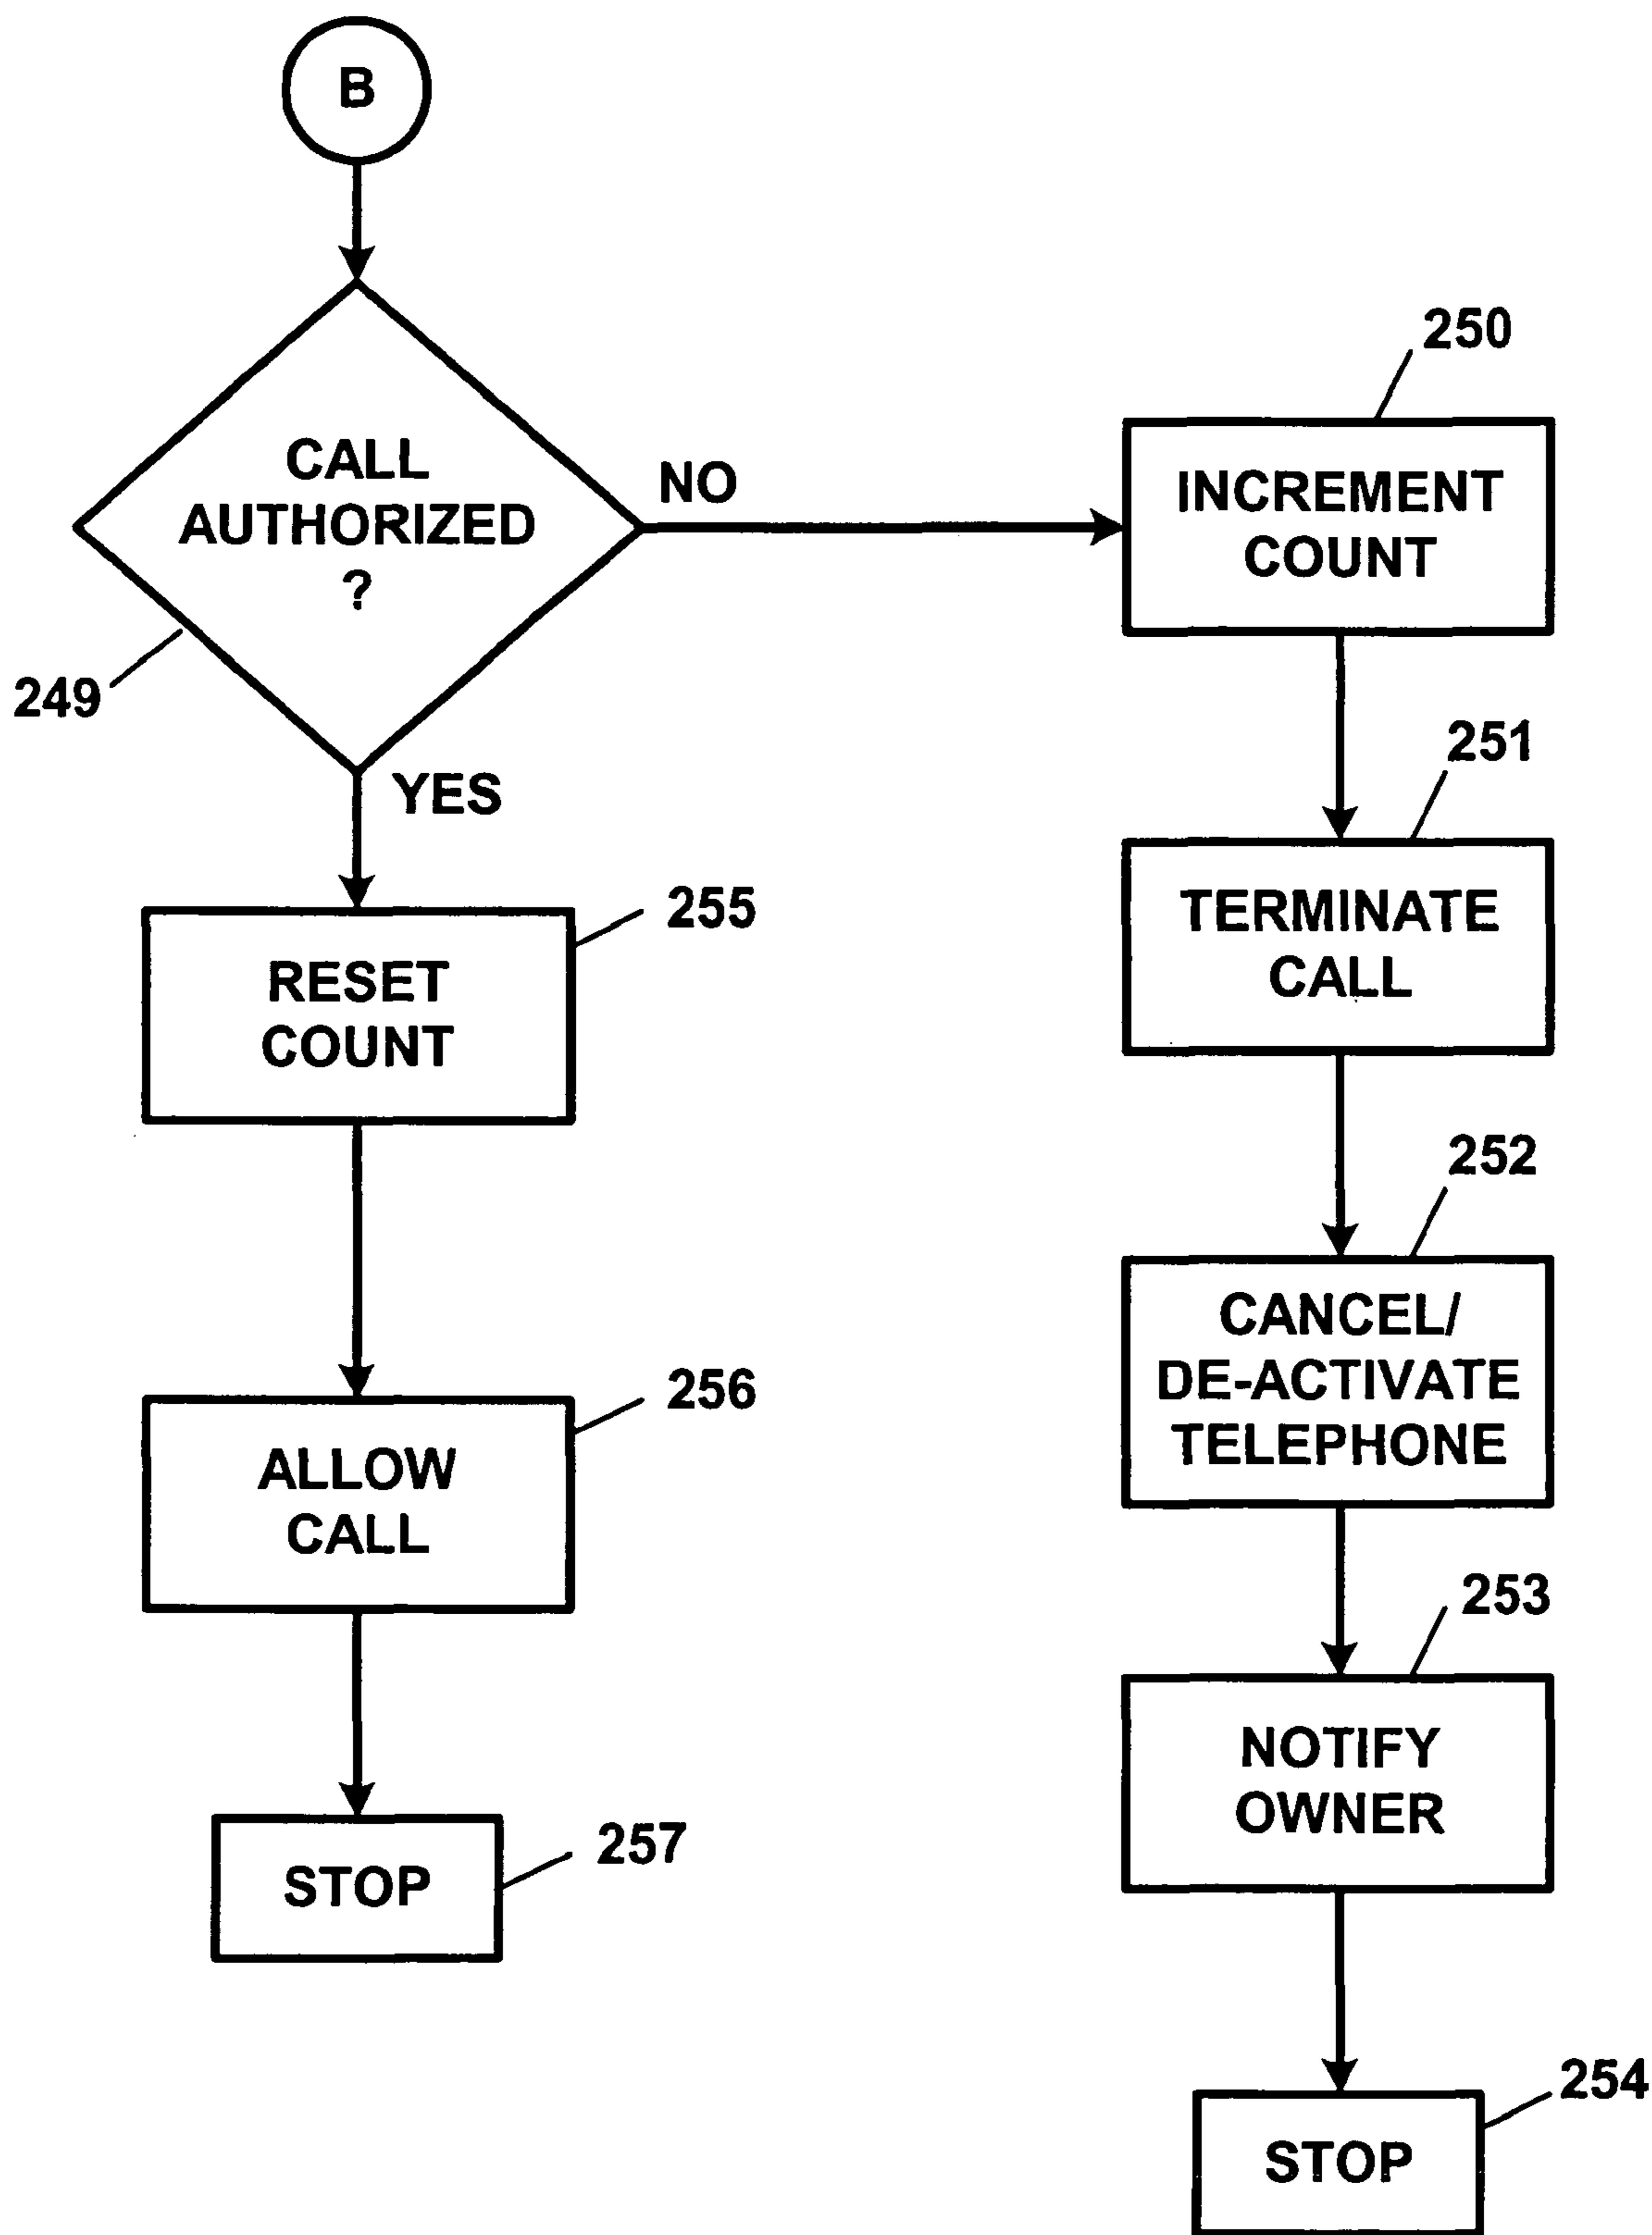 B
CALL
AUTHORIZED
?
249
NO
YES
250
INCREMENT
COUNT
251
TERMINATE
CALL
252
CANCEL/
DE-ACTIVATE
TELEPHONE
253
NOTIFY
OWNER
254
STOP
255
RESET
COUNT
256
ALLOW
CALL
257
STOP